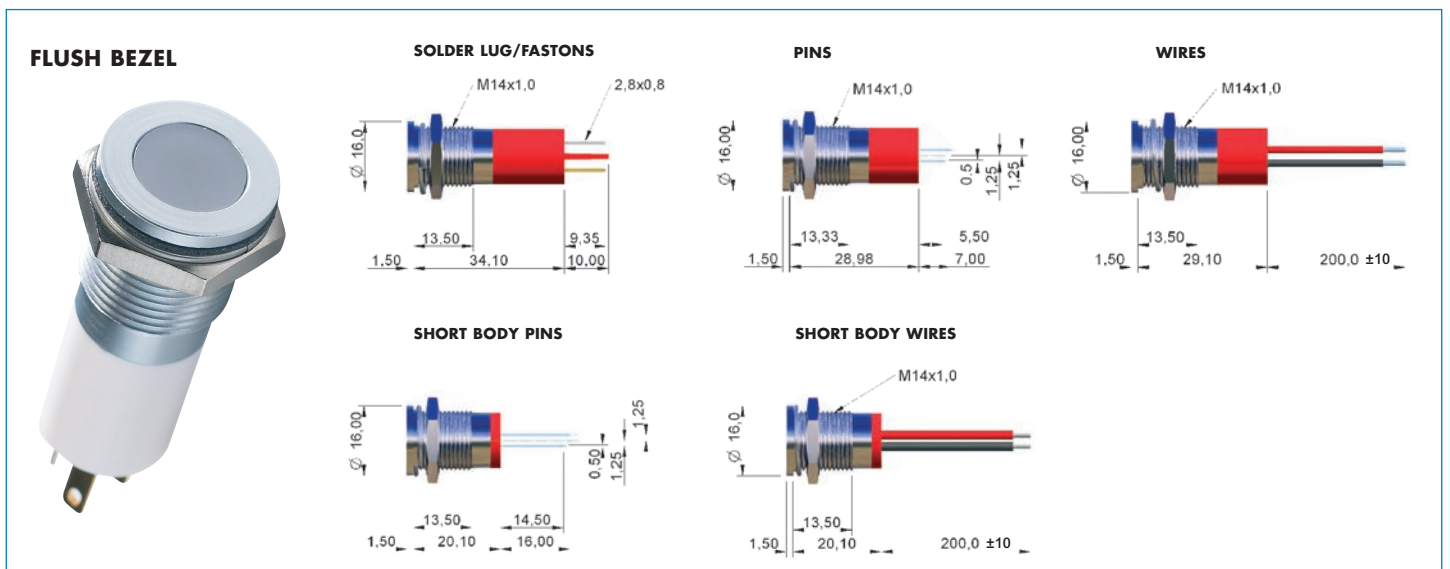 FLUSH BEZEL
SOLDER LUG/FASTONS
M14x1,0
2,8x0,8
Ø 16,0
13,50
9,35
1,50
34,10
10,00
PINS
M14x1,0
Ø 16,00
0,5
1,25
1,25
13,33
5,50
1,50
28,98
7,00
WIRES
M14x1,0
Ø 16,00
13,50
1,50
29,10
200,0 ±10
SHORT BODY PINS
Ø 16,00
1,25
0,50
1,25
13,50
14,50
1,50
20,10
16,00
SHORT BODY WIRES
M14x1,0
Ø 16,0
13,50
1,50
20,10
200,0 ±10